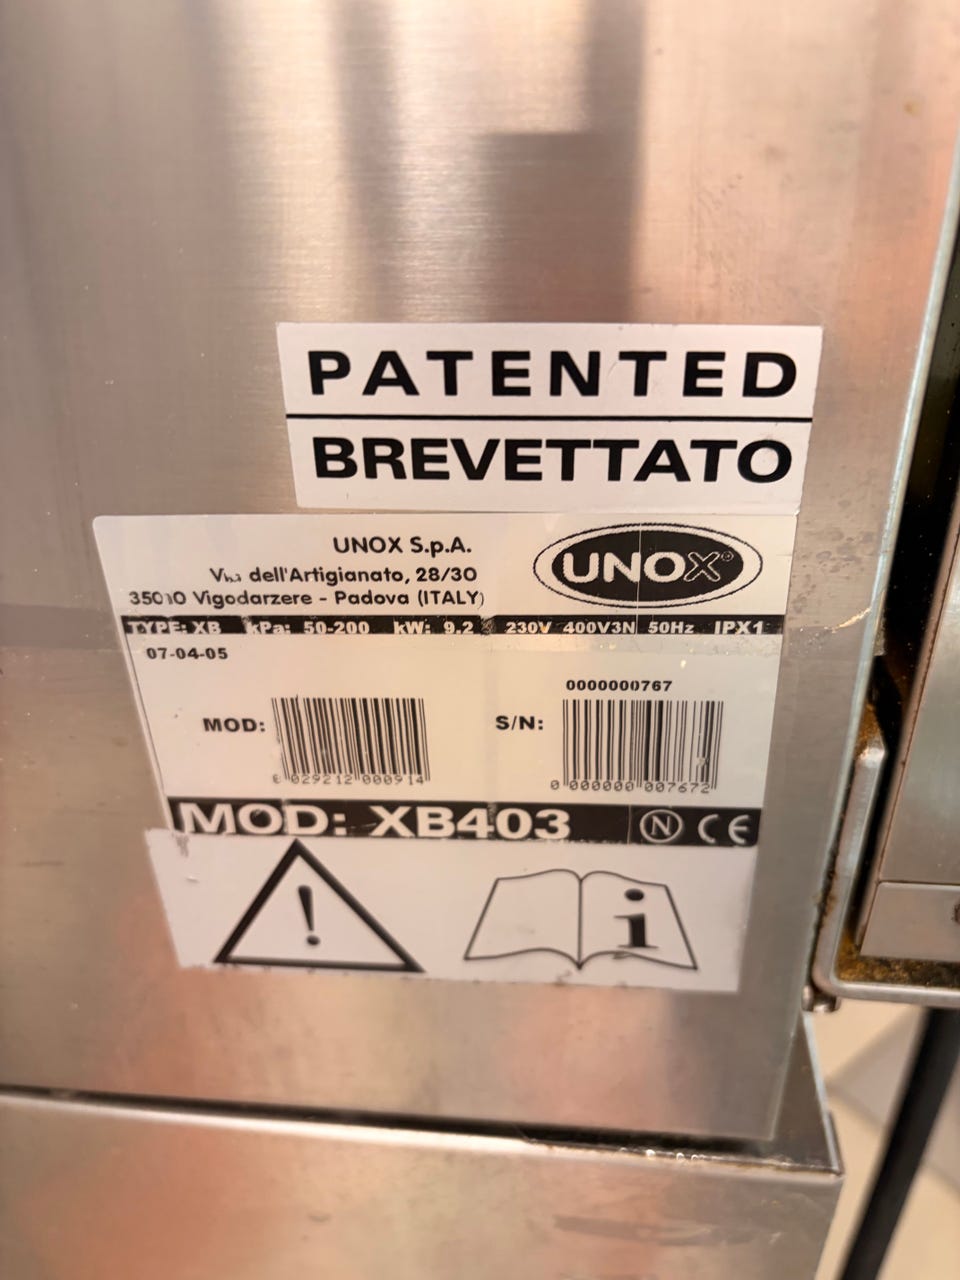 PATENTED
BREVETTATO
UNOX S.p.A.
UNOX®
dell'Artigianato, 28/30
Vigodarzere - Padova (ITALY)
TYPE: XB kPa: 50-200 kW: 9,2 230V 400V3N 50Hz IPX1
07-04-05
0000000767
MOD:
S/N:
029212 000914
0 000000 007672
MOD: XB403 N CE
!
i